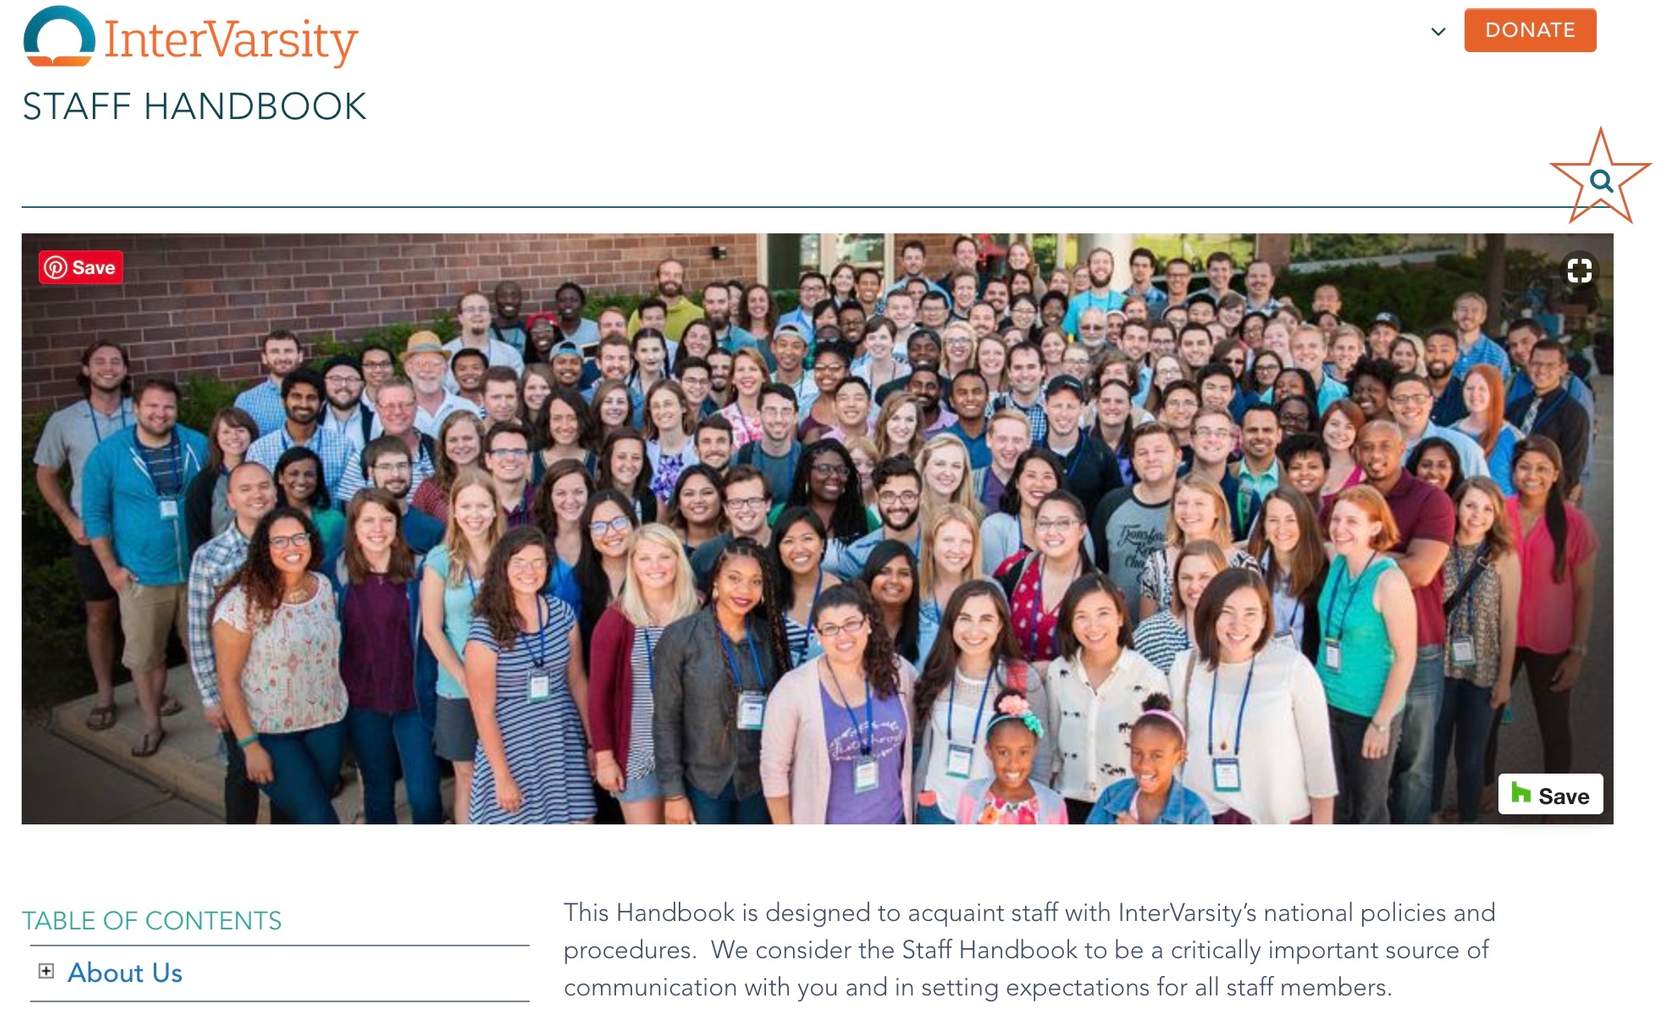 InterVarsity
DONATE
STAFF HANDBOOK
Save
Save
TABLE OF CONTENTS
About Us
This Handbook is designed to acquaint staff with InterVarsity’s national policies and
procedures.  We consider the Staff Handbook to be a critically important source of
communication with you and in setting expectations for all staff members.